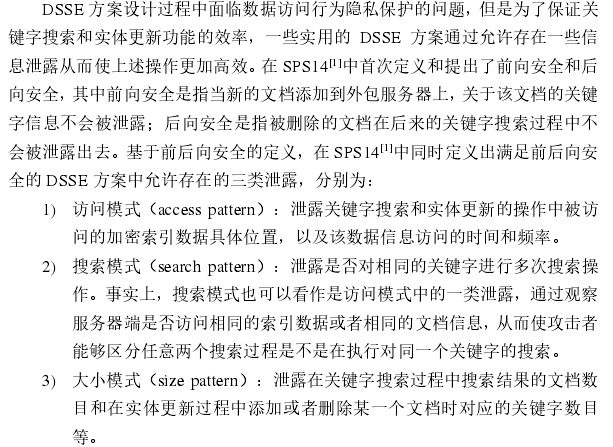 DSSE 方案设计过程中面临数据访问行为隐私保护的问题，但是为了保证关
键字搜索和实体更新功能的效率，一些实用的 DSSE 方案通过允许存在一些信
息泄露从而使上述操作更加高效。在 SPS14[1]中首次定义和提出了前向安全和后
向安全，其中前向安全是指当新的文档添加到外包服务器上，关于该文档的关键
字信息不会被泄露；后向安全是指被删除的文档在后来的关键字搜索过程中不
会被泄露出去。基于前后向安全的定义，在 SPS14[1]中同时定义出满足前后向安
全的 DSSE 方案中允许存在的三类泄露，分别为：
1) 访问模式（access pattern）：泄露关键字搜索和实体更新的操作中被访
问的加密索引数据具体位置，以及该数据信息访问的时间和频率。
2) 搜索模式（search pattern）：泄露是否对相同的关键字进行多次搜索操
作。事实上，搜索模式也可以看作是访问模式中的一类泄露，通过观察
服务器端是否访问相同的索引数据或者相同的文档信息，从而使攻击者
能够区分任意两个搜索过程是不是在执行对同一个关键字的搜索。
3) 大小模式（size pattern）：泄露在关键字搜索过程中搜索结果的文档数
目和在实体更新过程中添加或者删除某一个文档时对应的关键字数目
等。